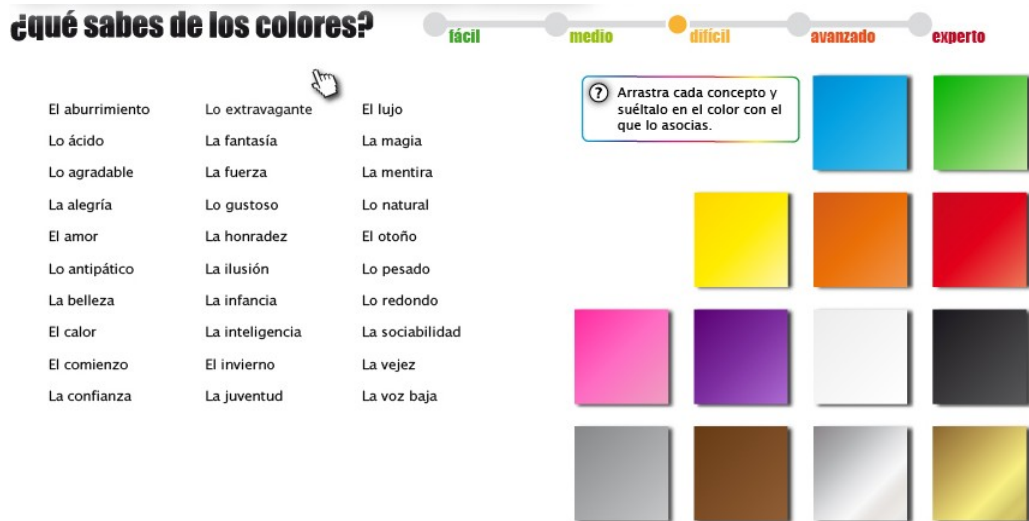 ¿qué sabes de los colores?
fácil medio difícil avanzado experto
? Arrastra cada concepto y
suéltalo en el color con el
que lo asocias.
El aburrimiento Lo extravagante El lujo
Lo ácido La fantasía La magia
Lo agradable La fuerza La mentira
La alegría Lo gustoso Lo natural
El amor La honradez El otoño
Lo antipático La ilusión Lo pesado
La belleza La infancia Lo redondo
El calor La inteligencia La sociabilidad
El comienzo El invierno La vejez
La confianza La juventud La voz baja